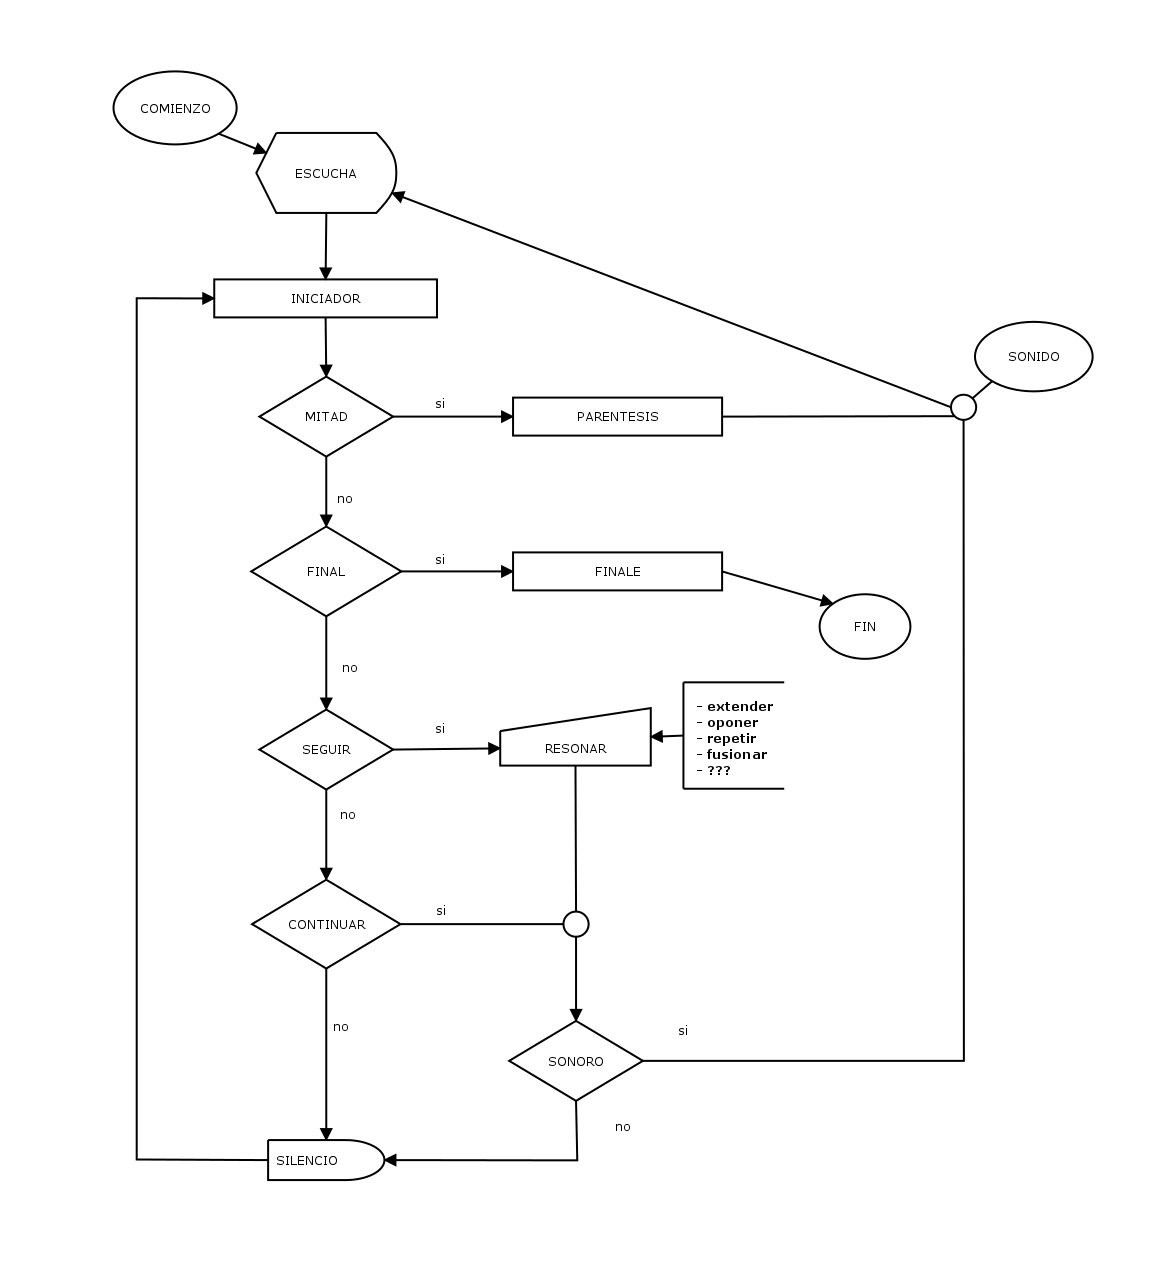 COMIENZO
ESCUCHA
INICIADOR
SONIDO
MITAD
si
PARENTESIS
no
FINAL
si
FINALE
FIN
no
SEGUIR
si
RESONAR
- extender
- oponer
- repetir
- fusionar
- ???
no
CONTINUAR
si
no
SONORO
si
no
SILENCIO